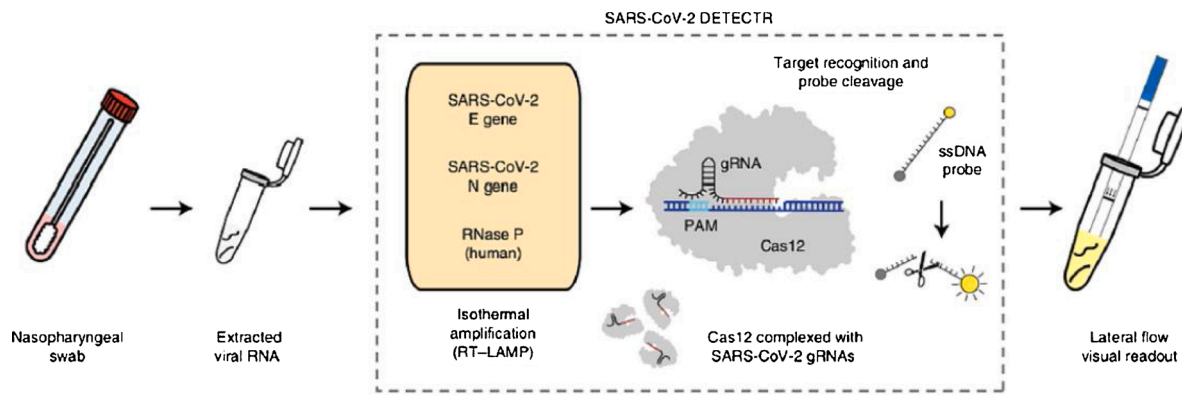 SARS-CoV-2 DETECTR
SARS-CoV-2
E gene
SARS-CoV-2
N gene
RNase P
(human)
Target recognition and
probe cleavage
gRNA
PAM
Cas12
ssDNA
probe
Nasopharyngeal
swab
Extracted
viral RNA
Isothermal
amplification
(RT–LAMP)
Cas12 complexed with
SARS-CoV-2 gRNAs
Lateral flow
visual readout